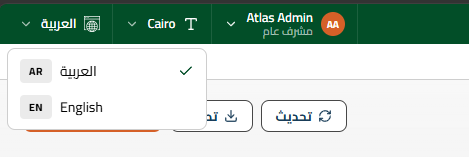 Atlas Admin
مشرف عام
AA
Cairo
العربية
AR العربية
EN English
تحديث